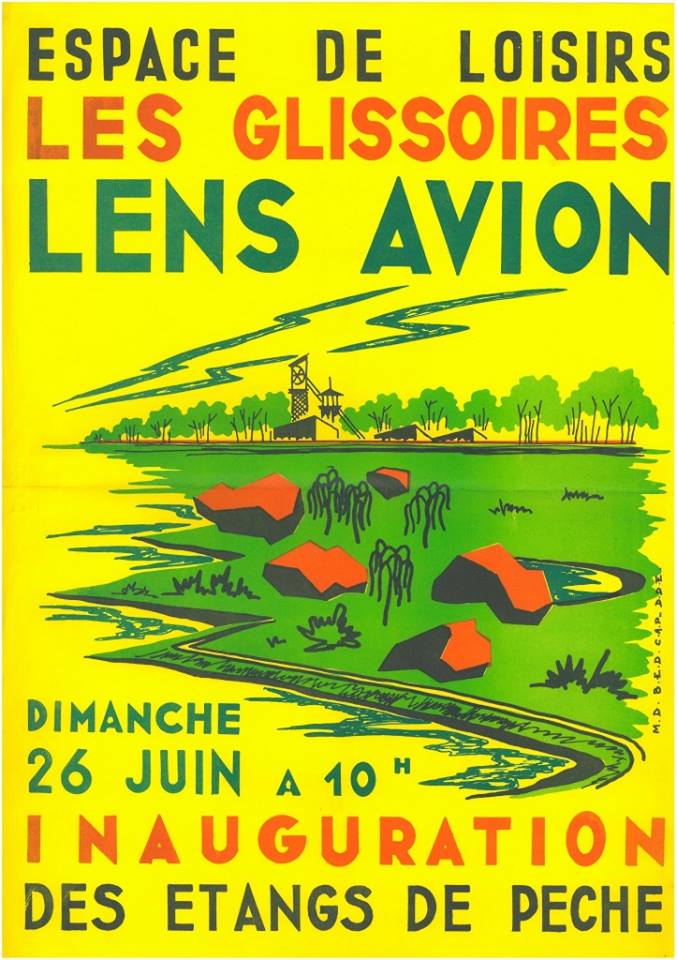 ESPACE DE LOISIRS
LES GLISSOIRES
LENS AVION
M.D. B.E.D. C.A.P. D.D.E.
DIMANCHE
26 JUIN A 10 H
INAUGURATION
DES ETANGS DE PECHE